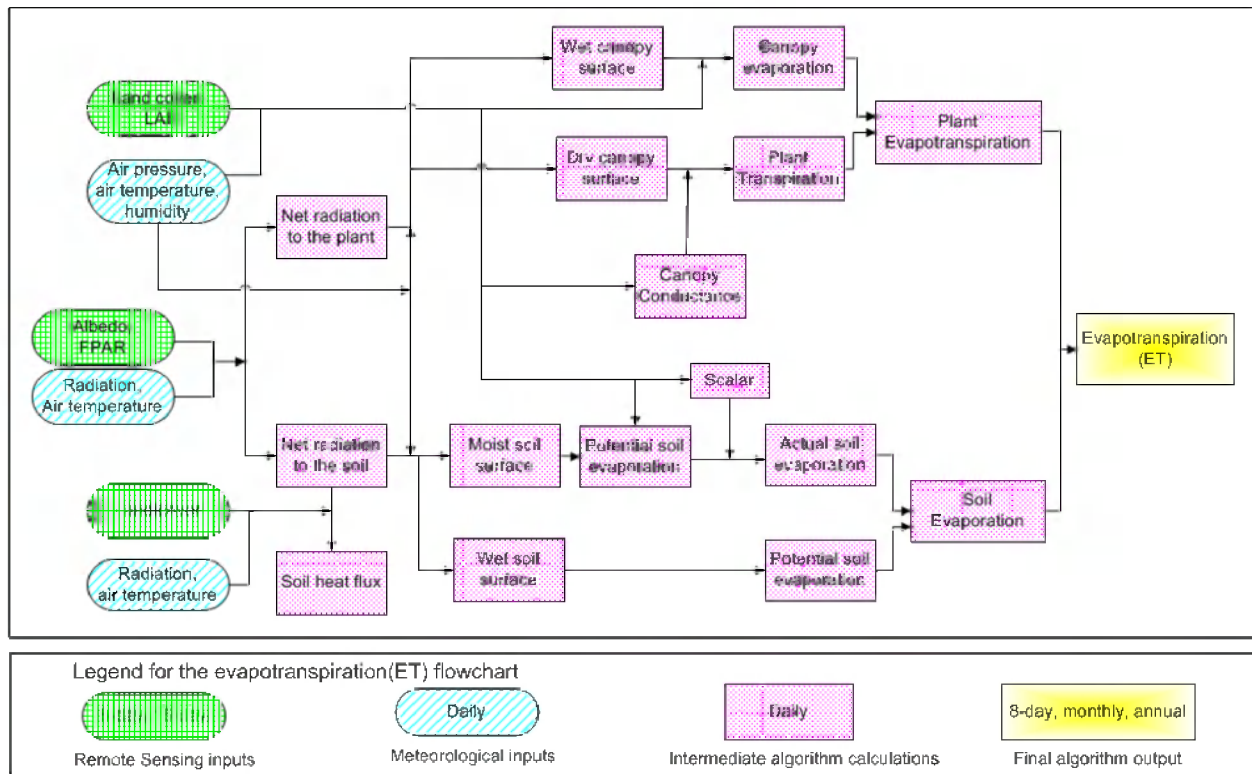 Wet canopy
surface
Canopy
evaporation
Land cover
LAI
Plant
Evapotranspiration
Air pressure,
air temperature,
humidity
Dry canopy
surface
Plant
Transpiration
Net radiation
to the plant
Canopy
Conductance
Albedo,
FPAR
Radiation,
Air temperature
Evapotranspiration
(ET)
Scalar
Net radiation
to the soil
Moist soil
surface
Potential soil
evaporation
Actual soil
evaporation
Soil
Evaporation
Radiation,
air temperature
Soil heat flux
Wet soil
surface
Potential soil
evaporation
Legend for the evapotranspiration(ET) flowchart
Daily
Daily
8-day, monthly, annual
Remote Sensing inputs
Meteorological inputs
Intermediate algorithm calculations
Final algorithm output